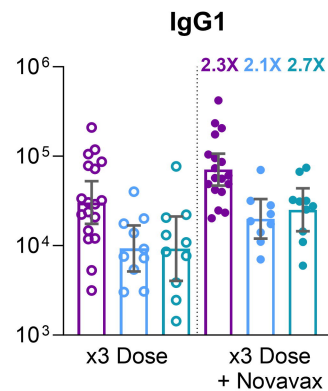 IgG1
10⁶
2.3X 2.1X 2.7X
10⁵
10⁴
10³
x3 Dose
x3 Dose
+ Novavax